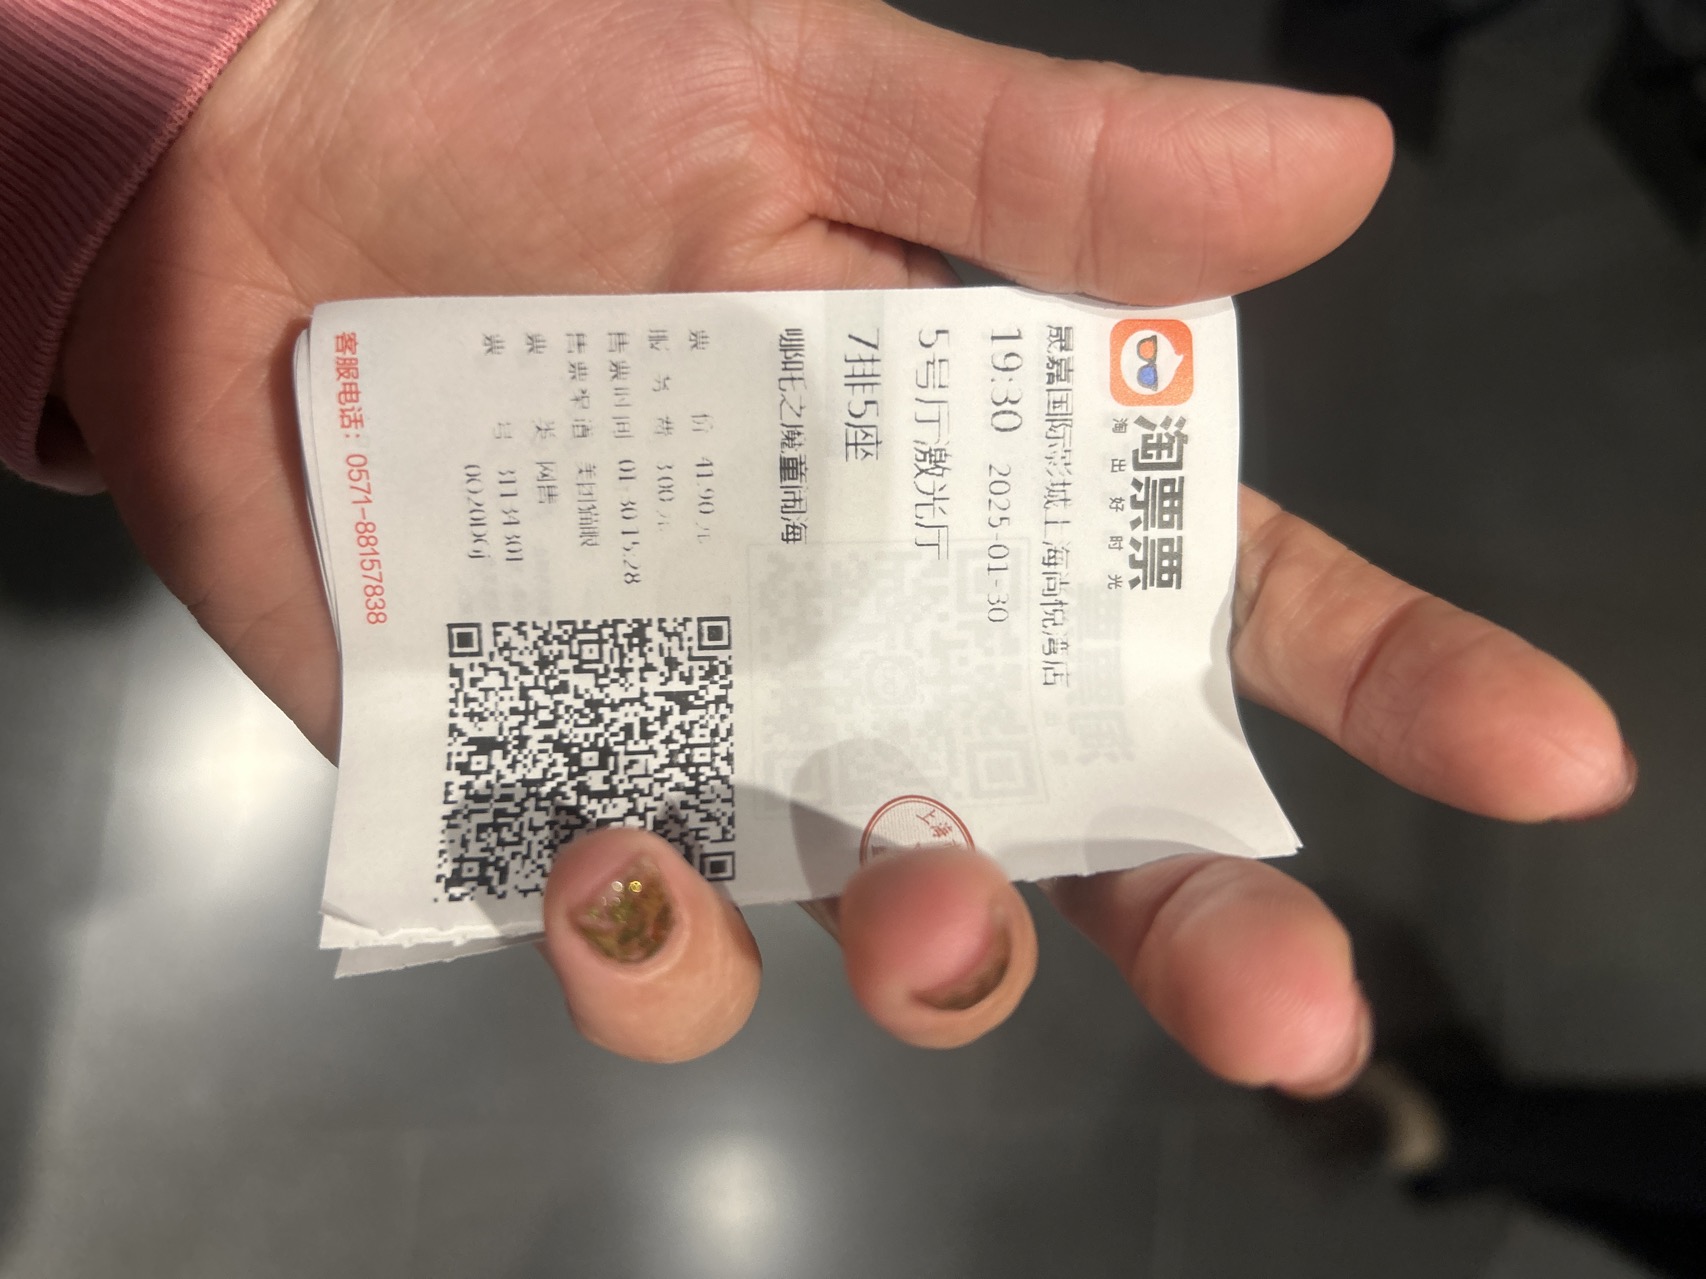 淘票票
淘出好时光
晟嘉国际影城上海尚悦湾店
19:30 2025-01-30
5号厅激光厅
7排5座
哪吒之魔童闹海
票价 41.90元
服务费 3.00元
售票时间 01-30 15:28
售票渠道 美团猫眼
票类 网售
票号
客服电话：0571-88157838
上海